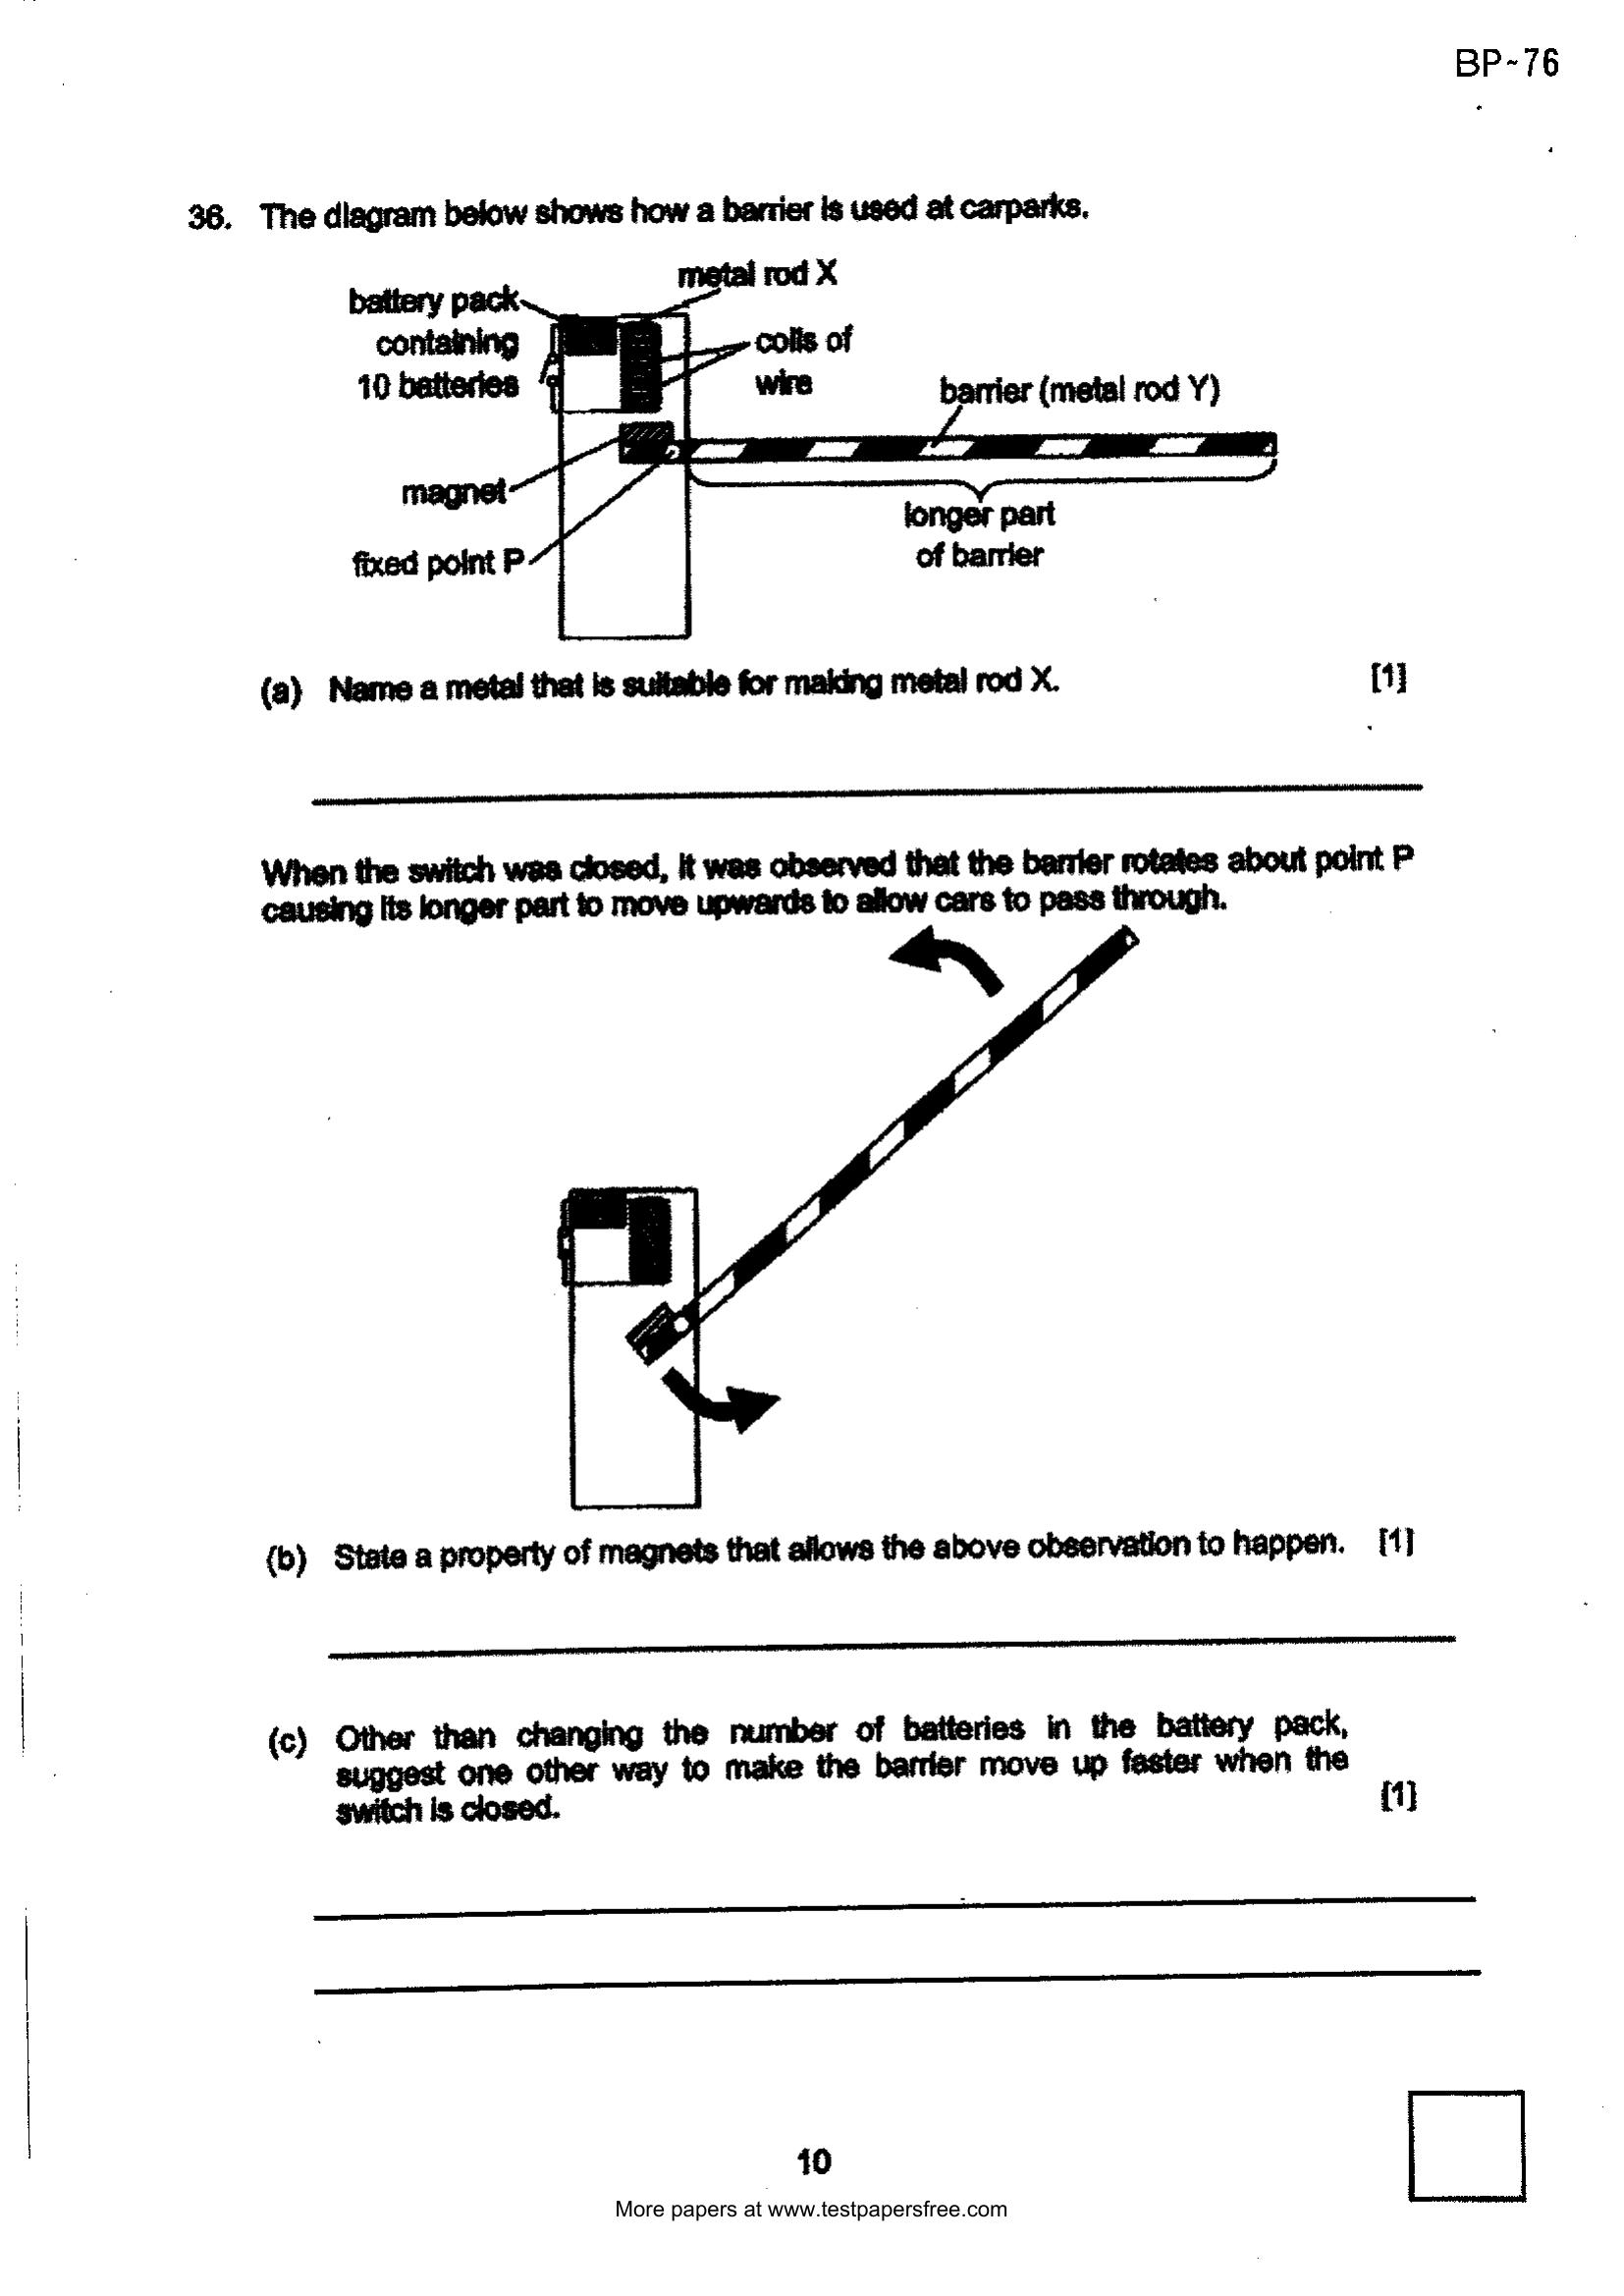 BP-76
36. The diagram below shows how a barrier is used at carparks.
metal rod X
battery pack
containing
10 batteries
coils of
wire
barrier (metal rod Y)
magnet
longer part
of barrier
fixed point P
(a) Name a metal that is suitable for making metal rod X. [1]
When the switch was closed, it was observed that the barrier rotates about point P
causing its longer part to move upwards to allow cars to pass through.
(b) State a property of magnets that allows the above observation to happen. [1]
(c) Other than changing the number of batteries in the battery pack,
suggest one other way to make the barrier move up faster when the
switch is closed. [1]
10
More papers at www.testpapersfree.com